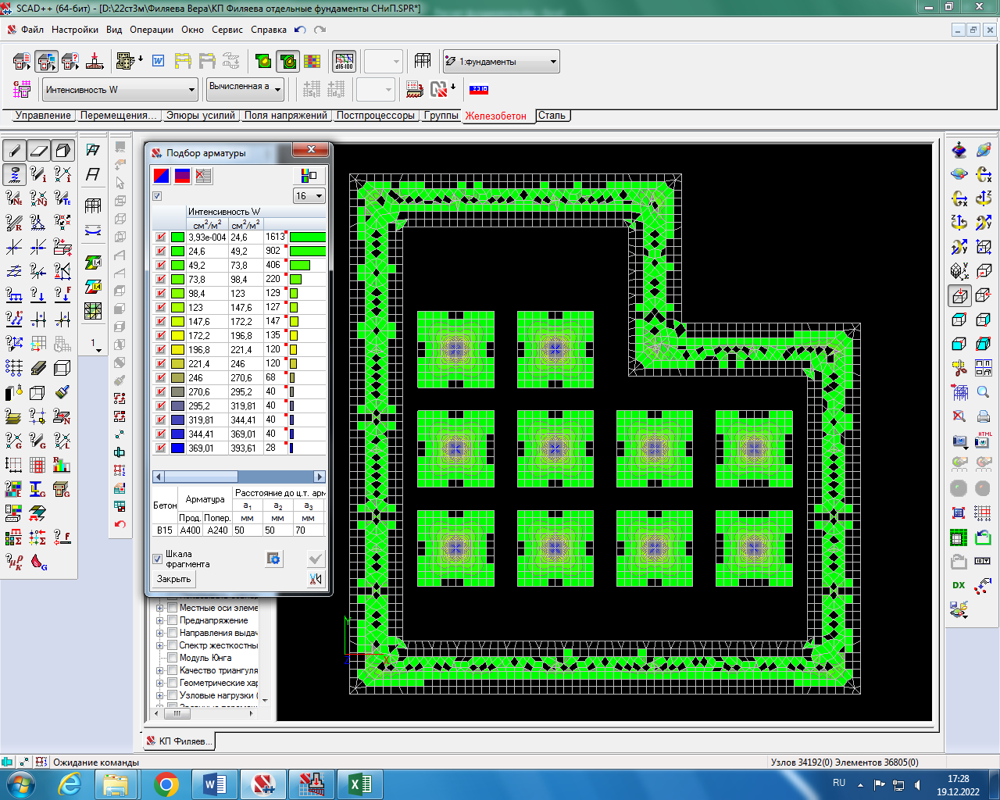 SCAD++ (64-бит) - [D:\22ст3м\Филяева Вера\КП Филяева отдельные фундаменты СНиП.SPR*]
Файл Настройки Вид Операции Окно Сервис Справка
1:фундаменты
Интенсивность W Вычисленная а
Управление Перемещения... Эпюры усилий Поля напряжений Постпроцессоры Группы Железобетон Сталь
Подбор арматуры
16
Интенсивность W
см²/м² см²/м²
3,93e-004 24,6 1613
24,6 49,2 902
49,2 73,8 406
73,8 98,4 220
98,4 123 129
123 147,6 127
147,6 172,2 147
172,2 196,8 135
196,8 221,4 120
221,4 246 120
246 270,6 68
270,6 295,2 40
295,2 319,81 40
319,81 344,41 40
344,41 369,01 40
369,01 393,61 28
Бетон Арматура Расстояние до ц.т. арм
a1 a2 a3
Прод. Попер. мм мм мм
B15 A400 A240 50 50 70
Шкала
фрагмента
Закрыть
Местные оси элеме
Преднапряжение
Направления выдач
Спектр жесткостны
Модуль Юнга
Качество триангуля
Геометрические хар
Узловые нагрузки (
КП Филяев...
Ожидание команды
Узлов 34192(0) Элементов 36805(0)
RU
17:28
19.12.2022